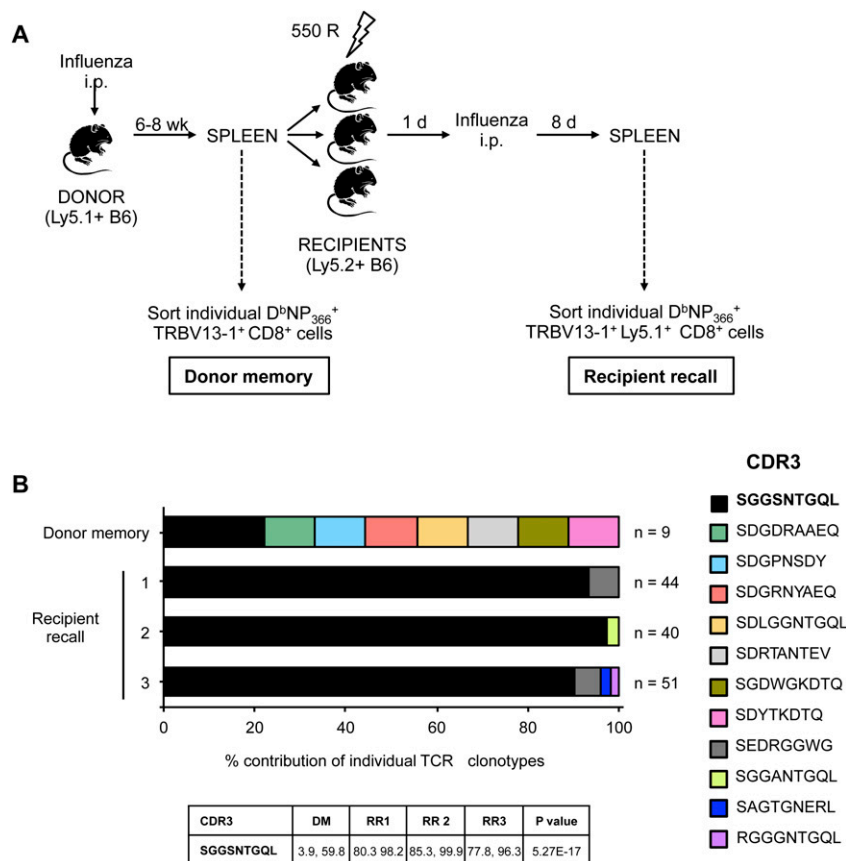 A
550 R
Influenza
i.p.
6-8 wk
SPLEEN
1 d
Influenza
i.p.
8 d
SPLEEN
DONOR
(Ly5.1+ B6)
RECIPIENTS
(Ly5.2+ B6)
Sort individual DᵇNP₃₆₆⁺
TRBV13-1⁺ CD8⁺ cells
Donor memory
Sort individual DᵇNP₃₆₆⁺
TRBV13-1⁺ Ly5.1⁺ CD8⁺ cells
Recipient recall
B
Donor memory
n = 9
Recipient
recall
1
n = 44
2
n = 40
3
n = 51
0 20 40 60 80 100
% contribution of individual TCR clonotypes
CDR3
SGGSNTGQL
SDGDRAAEQ
SDGPNSDY
SDGRNYAEQ
SDLGGNTGQL
SDRTANTEV
SGDWGKDTQ
SDYTKDTQ
SEDRGGWG
SGGANTGQL
SAGTGNERL
RGGGNTGQL
CDR3 DM RR1 RR 2 RR3 P value
SGGSNTGQL 3.9, 59.8 80.3 98.2 85.3, 99.9 77.8, 96.3 5.27E-17